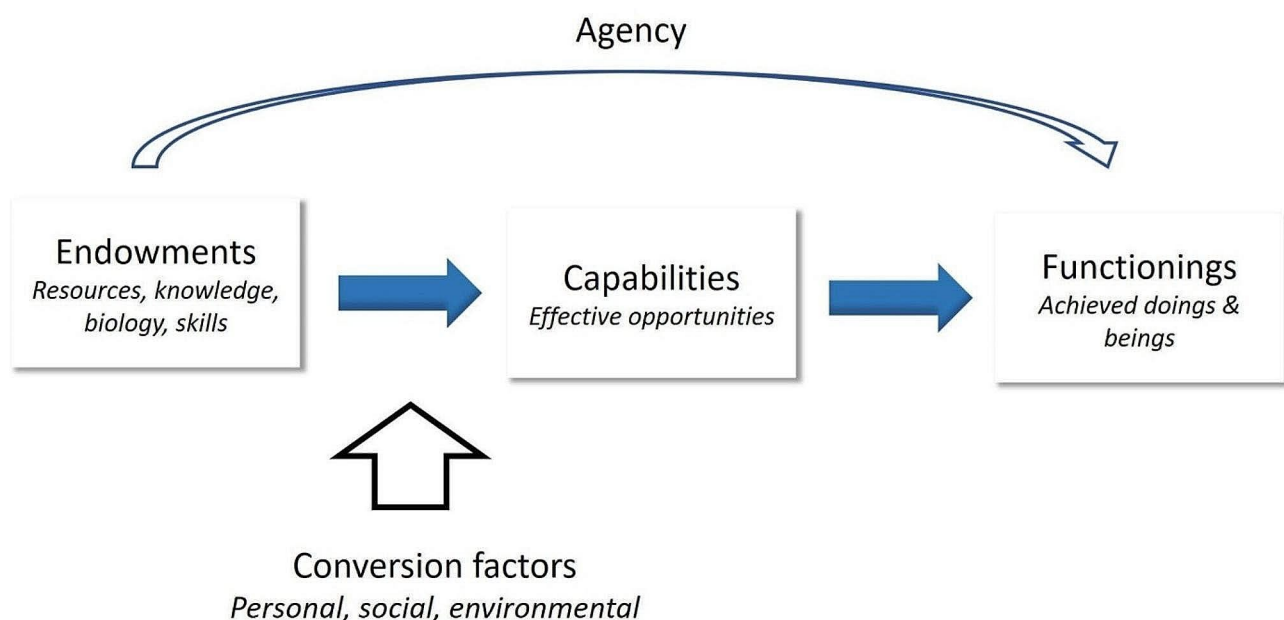 Agency
Endowments
Resources, knowledge,
biology, skills
Capabilities
Effective opportunities
Functionings
Achieved doings &
beings
Conversion factors
Personal, social, environmental